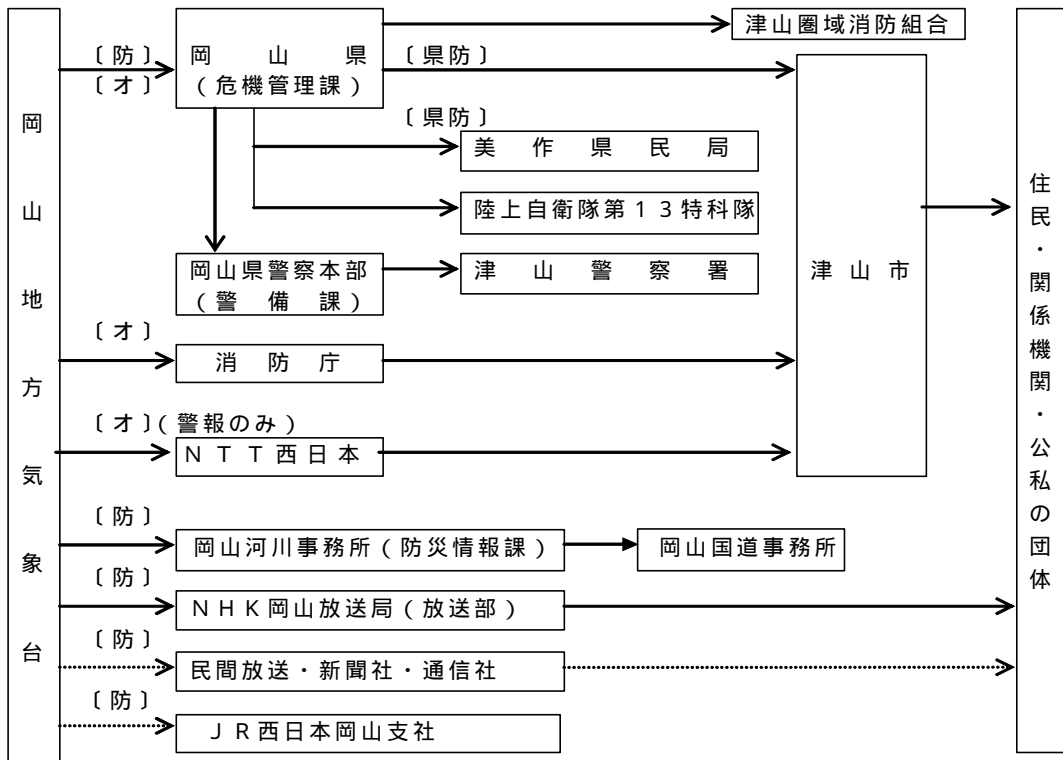 岡山地方気象台
〔防〕
〔オ〕
岡山県
（危機管理課）
津山圏域消防組合
〔県防〕
〔県防〕
美作県民局
陸上自衛隊第１３特科隊
岡山県警察本部
（警備課）
津山警察署
津山市
住民・関係機関・公私の団体
〔オ〕
消防庁
〔オ〕（警報のみ）
ＮＴＴ西日本
〔防〕
岡山河川事務所（防災情報課）
岡山国道事務所
〔防〕
ＮＨＫ岡山放送局（放送部）
〔防〕
民間放送・新聞社・通信社
〔防〕
ＪＲ西日本岡山支社